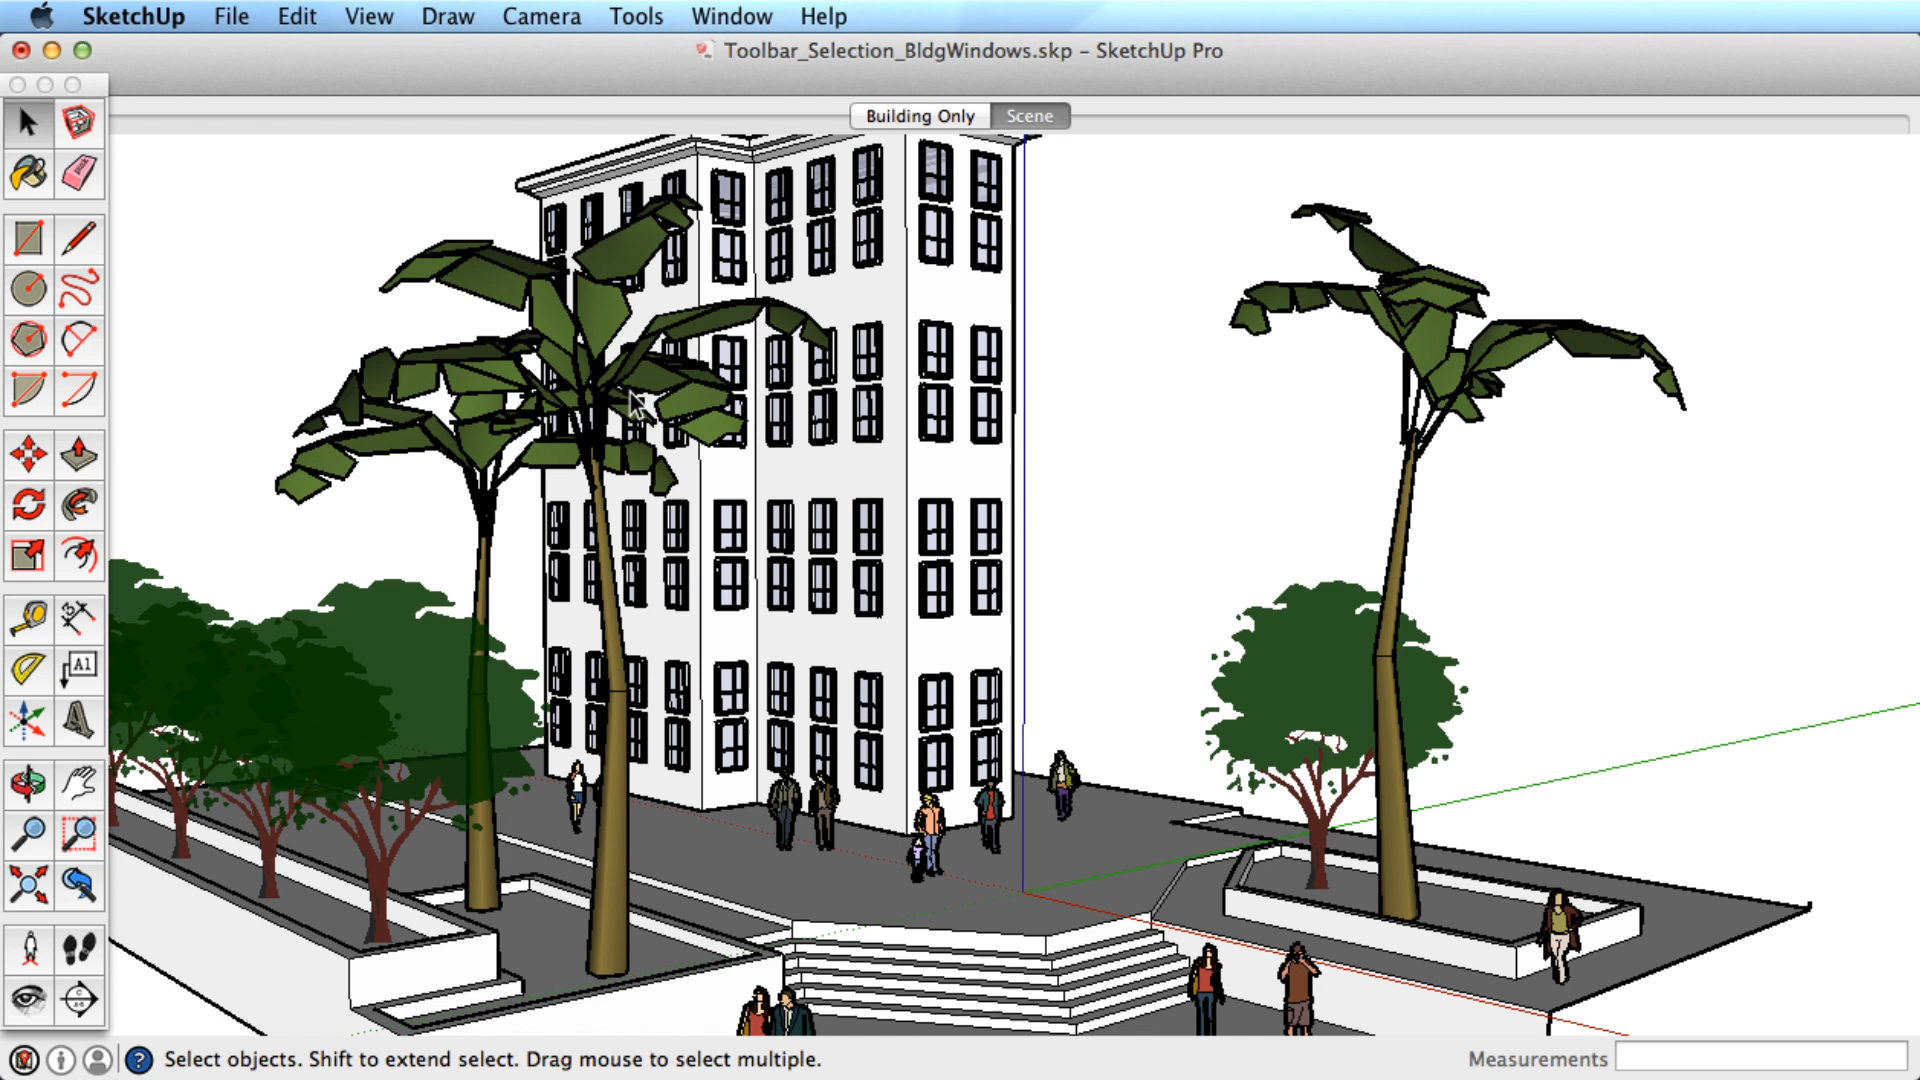 SketchUp File Edit View Draw Camera Tools Window Help
Toolbar_Selection_BldgWindows.skp – SketchUp Pro
Building Only Scene
A1
Select objects. Shift to extend select. Drag mouse to select multiple.
Measurements